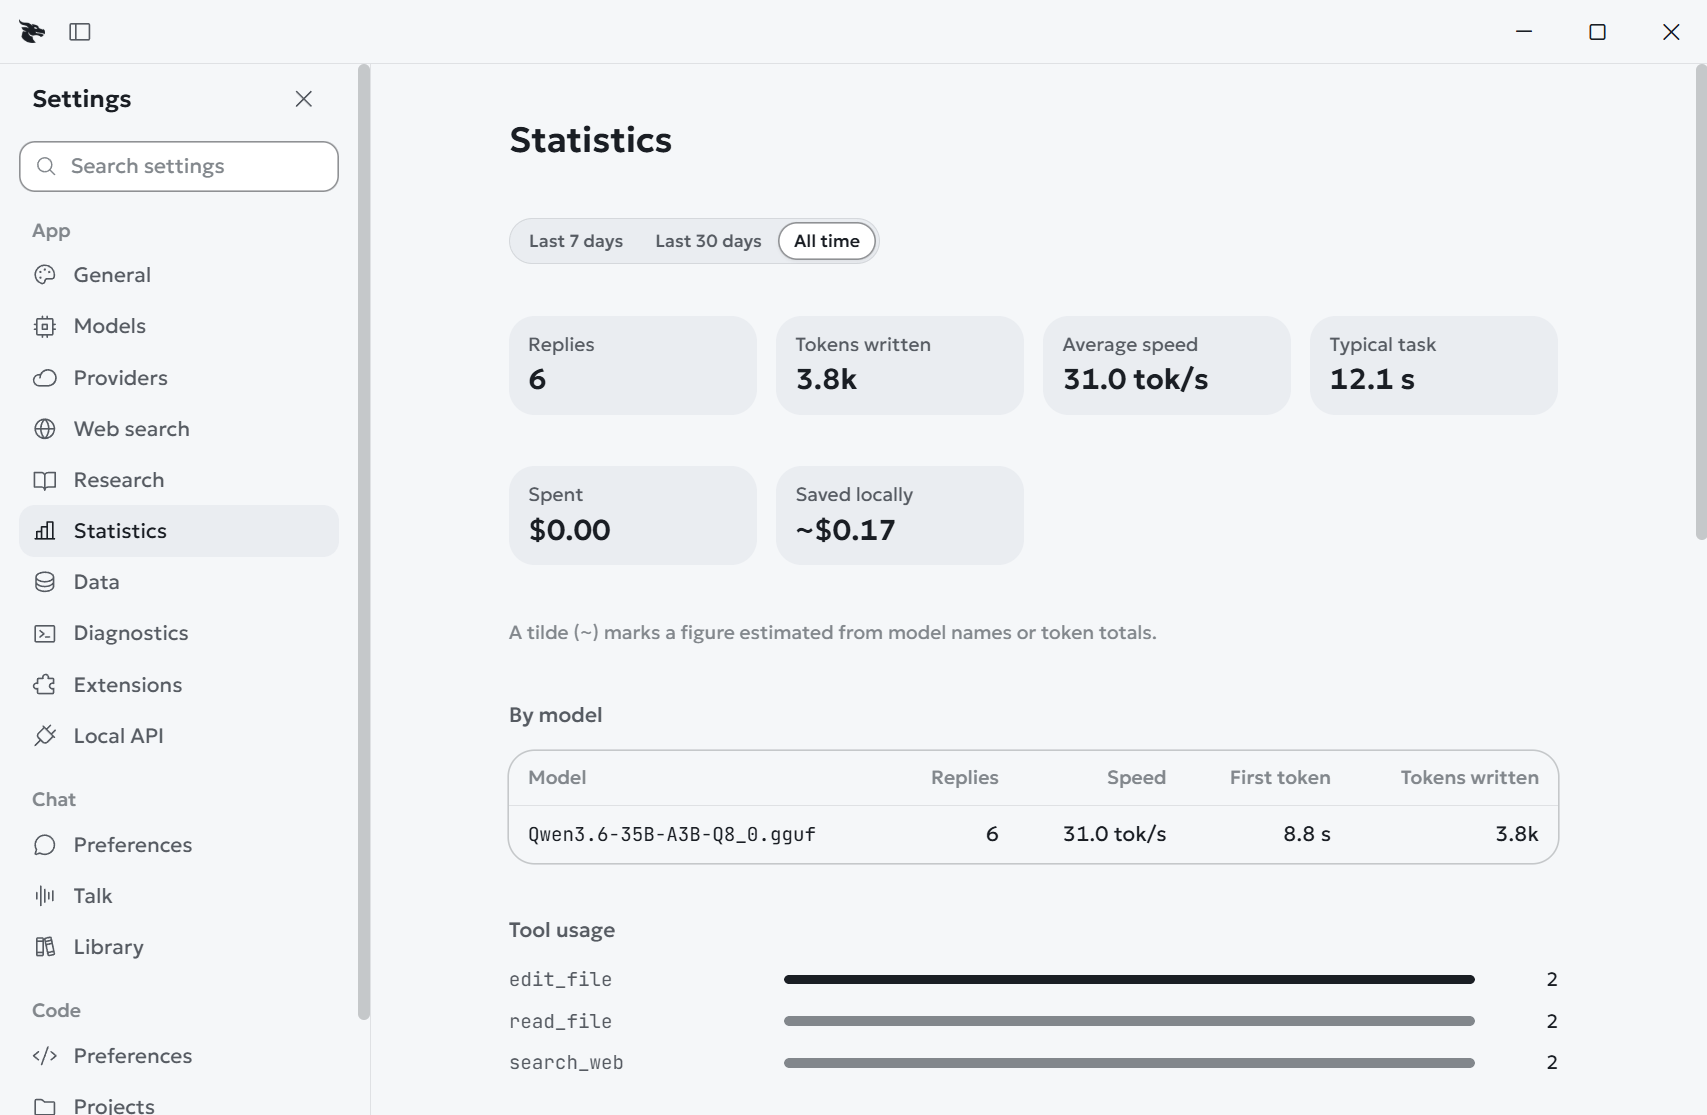 Settings
Search settings
App
General
Models
Providers
Web search
Research
Statistics
Data
Diagnostics
Extensions
Local API
Chat
Preferences
Talk
Library
Code
Preferences
Projects
Statistics
Last 7 days Last 30 days All time
Replies Tokens written Average speed Typical task
6 3.8k 31.0 tok/s 12.1 s
Spent Saved locally
$0.00 ~$0.17
A tilde (~) marks a figure estimated from model names or token totals.
By model
Model Replies Speed First token Tokens written
Qwen3.6-35B-A3B-Q8_0.gguf 6 31.0 tok/s 8.8 s 3.8k
Tool usage
edit_file 2
read_file 2
search_web 2